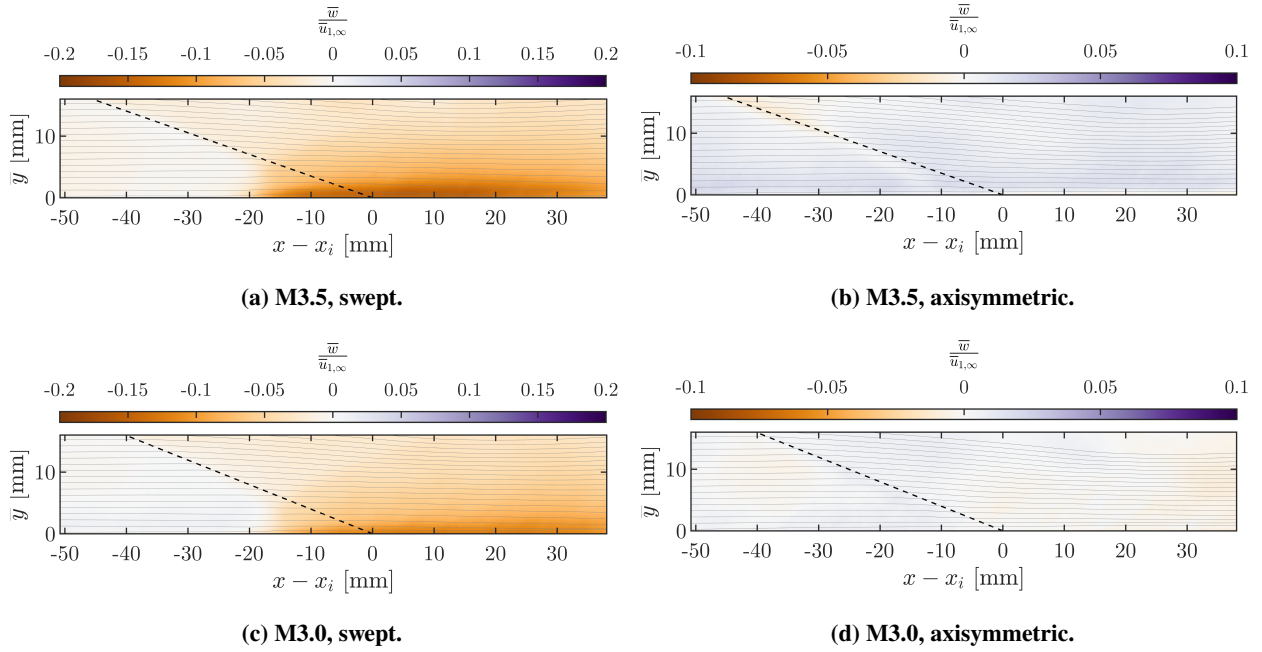 w̅ / u̅̅1,∞
-0.2 -0.15 -0.1 -0.05 0 0.05 0.1 0.15 0.2
10
0
y̅ [mm]
-50 -40 -30 -20 -10 0 10 20 30
x − xi [mm]
(a) M3.5, swept.
w̅ / u̅̅1,∞
-0.1 -0.05 0 0.05 0.1
10
0
y̅ [mm]
-50 -40 -30 -20 -10 0 10 20 30
x − xi [mm]
(b) M3.5, axisymmetric.
w̅ / u̅̅1,∞
-0.2 -0.15 -0.1 -0.05 0 0.05 0.1 0.15 0.2
10
0
y̅ [mm]
-50 -40 -30 -20 -10 0 10 20 30
x − xi [mm]
(c) M3.0, swept.
w̅ / u̅̅1,∞
-0.1 -0.05 0 0.05 0.1
10
0
y̅ [mm]
-50 -40 -30 -20 -10 0 10 20 30
x − xi [mm]
(d) M3.0, axisymmetric.